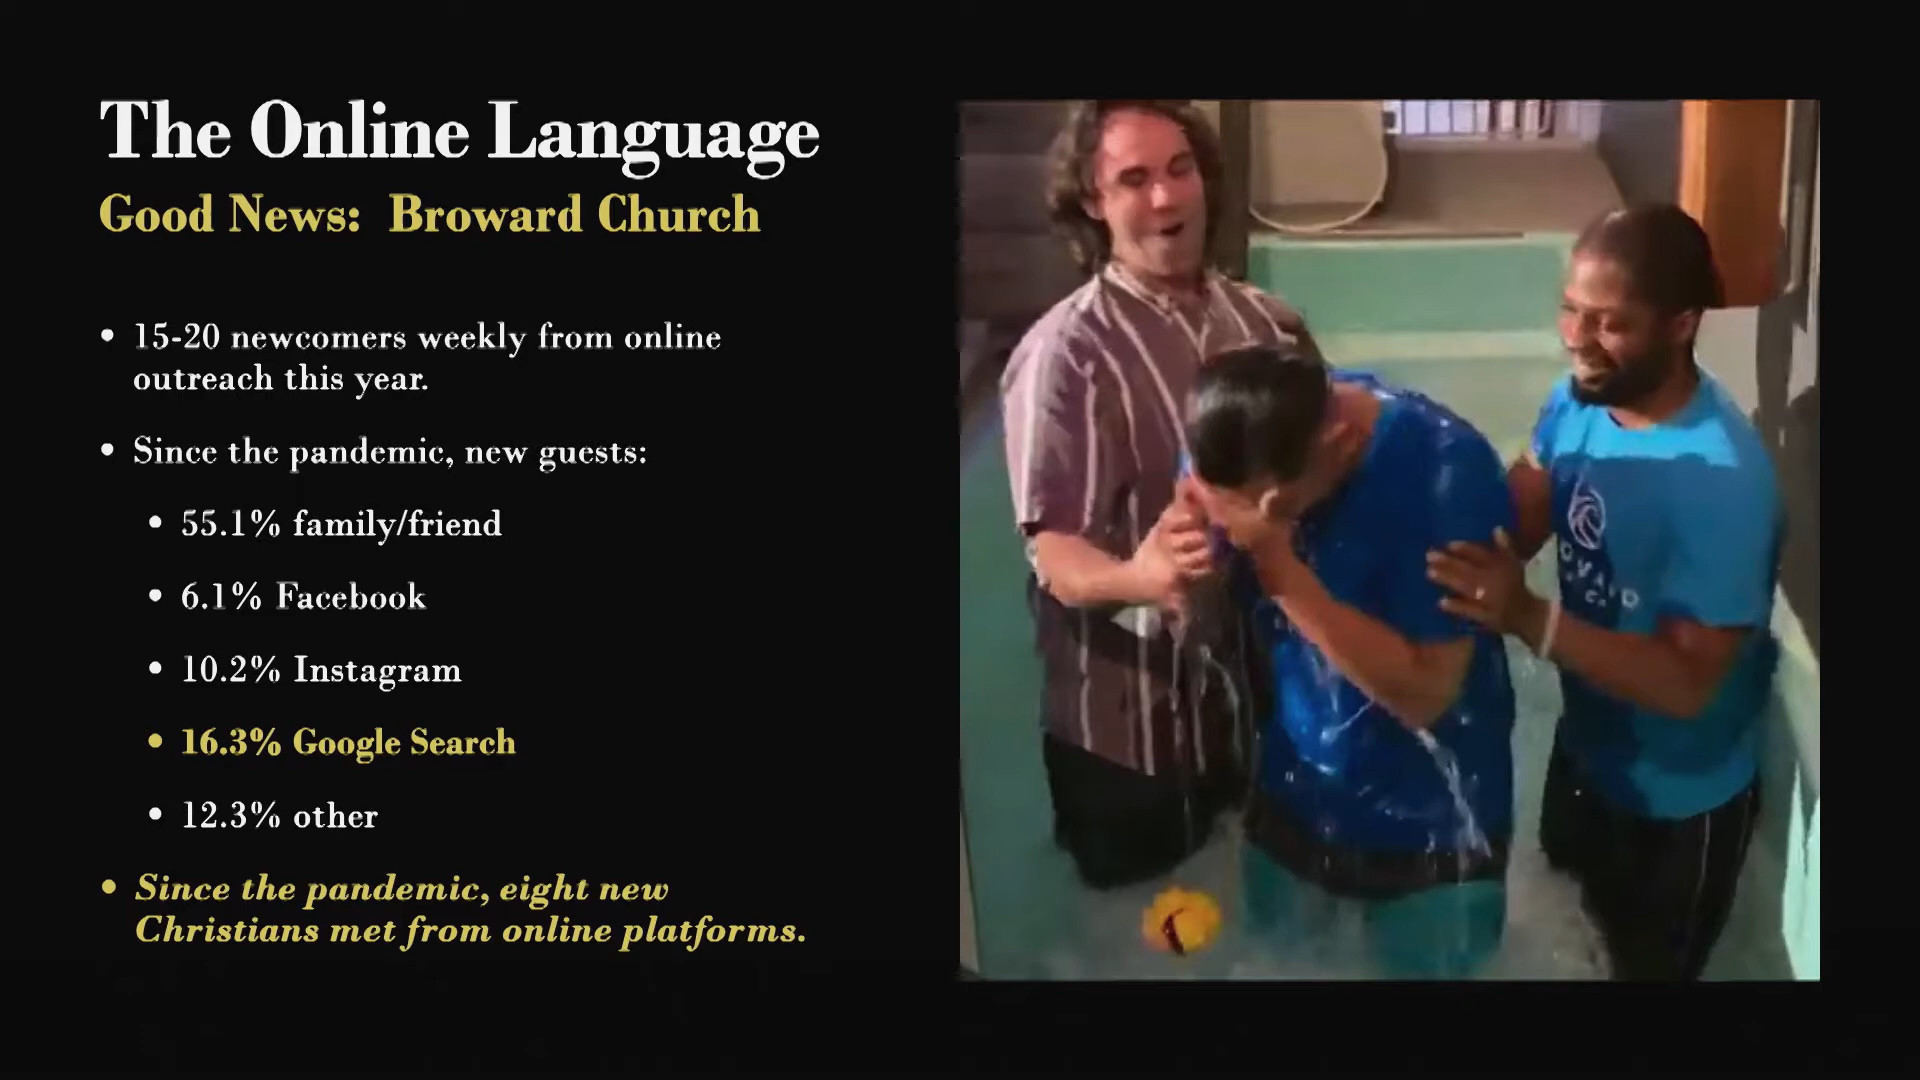 The Online Language
Good News: Broward Church
• 15-20 newcomers weekly from online
outreach this year.
• Since the pandemic, new guests:
• 55.1% family/friend
• 6.1% Facebook
• 10.2% Instagram
• 16.3% Google Search
• 12.3% other
• Since the pandemic, eight new
Christians met from online platforms.